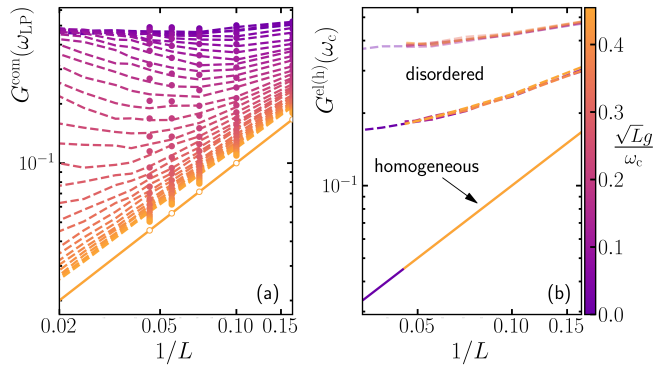 G^com(ω_LP)
10^-1
(a)
0.02 0.05 0.10 0.15
1/L
G^el(h)(ω_c)
disordered
homogeneous
10^-1
(b)
0.05 0.10 0.15
1/L
0.4
0.3
0.2
0.1
0.0
√Lg/ω_c